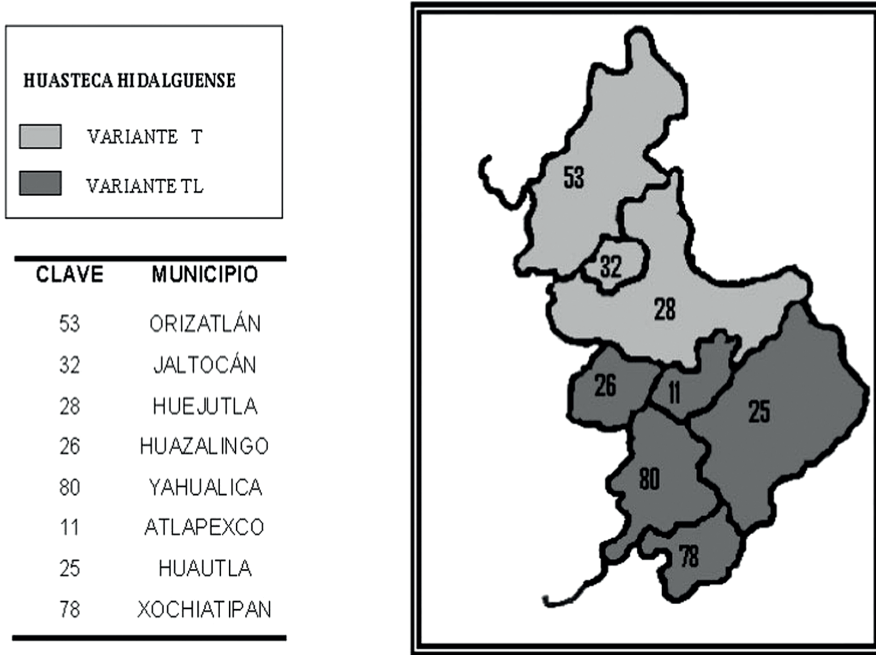 HUASTECA HIDALGUENSE
VARIANTE T
VARIANTE TL
CLAVE MUNICIPIO
53 ORIZATLÁN
32 JALTOCÁN
28 HUEJUTLA
26 HUAZALINGO
80 YAHUALICA
11 ATLAPEXCO
25 HUAUTLA
78 XOCHIATIPAN
53
32
28
26
11
25
80
78